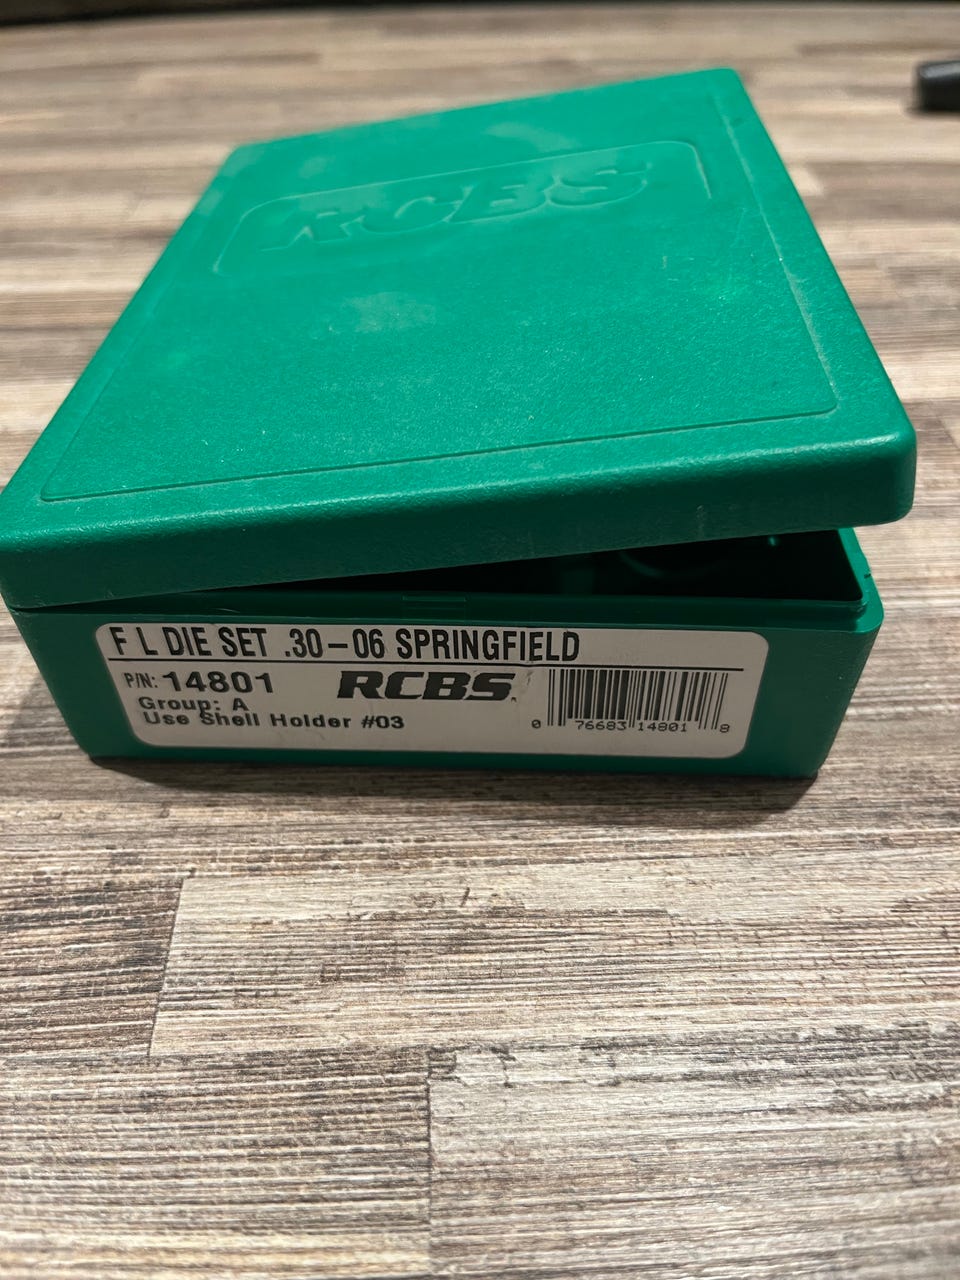 RCBS
F L DIE SET .30-06 SPRINGFIELD
P/N: 14801
RCBS
Group: A
Use Shell Holder #03
0 76683 14801 8